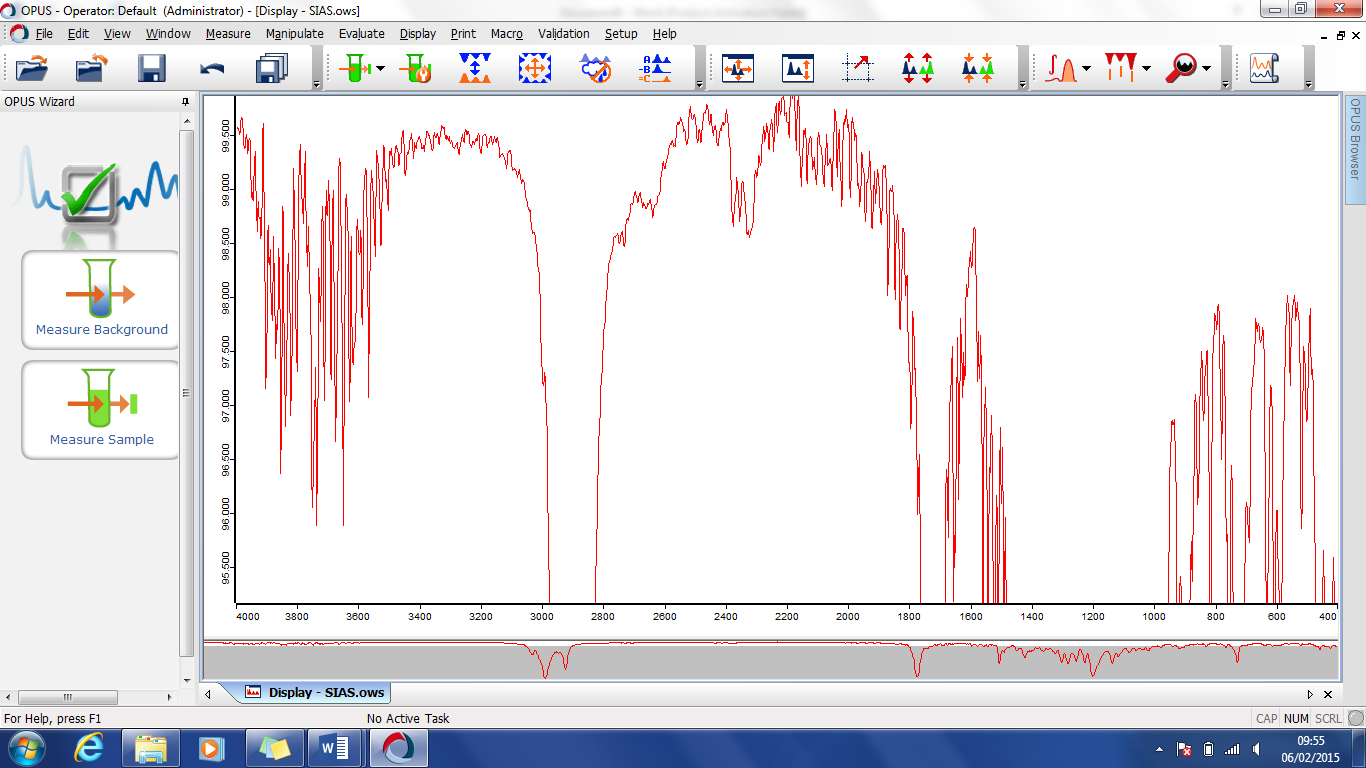 OPUS - Operator: Default (Administrator) - [Display - SIAS.ows]
File Edit View Window Measure Manipulate Evaluate Display Print Macro Validation Setup Help
A
B
C
OPUS Wizard
OPUS Browser
Measure Background
Measure Sample
99.500
99.000
98.500
98.000
97.500
97.000
96.500
96.000
95.500
4000 3800 3600 3400 3200 3000 2800 2600 2400 2200 2000 1800 1600 1400 1200 1000 800 600 400
Display - SIAS.ows
For Help, press F1 No Active Task CAP NUM SCRL
09:55
06/02/2015